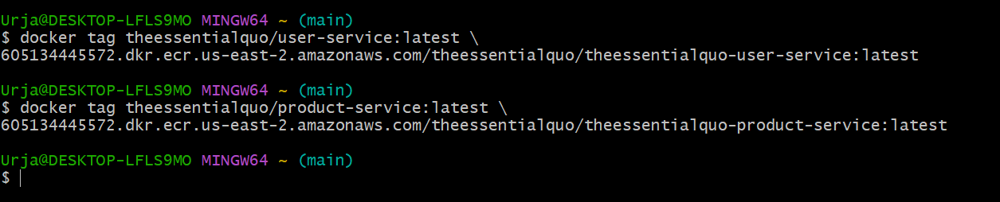 Urja@DESKTOP-LFLS9MO MINGW64 ~ (main)
$ docker tag theessentialquo/user-service:latest \
605134445572.dkr.ecr.us-east-2.amazonaws.com/theessentialquo/theessentialquo-user-service:latest
Urja@DESKTOP-LFLS9MO MINGW64 ~ (main)
$ docker tag theessentialquo/product-service:latest \
605134445572.dkr.ecr.us-east-2.amazonaws.com/theessentialquo/theessentialquo-product-service:latest
Urja@DESKTOP-LFLS9MO MINGW64 ~ (main)
$